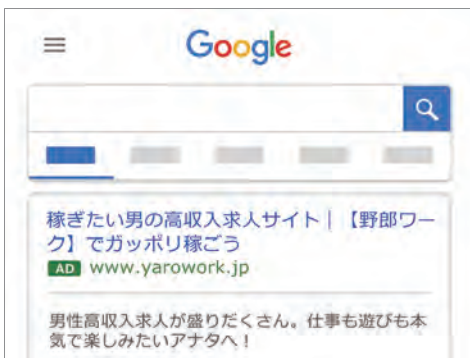 Google
稼ぎたい男の高収入求人サイト｜【野郎ワー
ク】でガッポリ稼ごう
AD www.yarowork.jp
男性高収入求人が盛りだくさん。仕事も遊びも本
気で楽しみたいアナタへ！